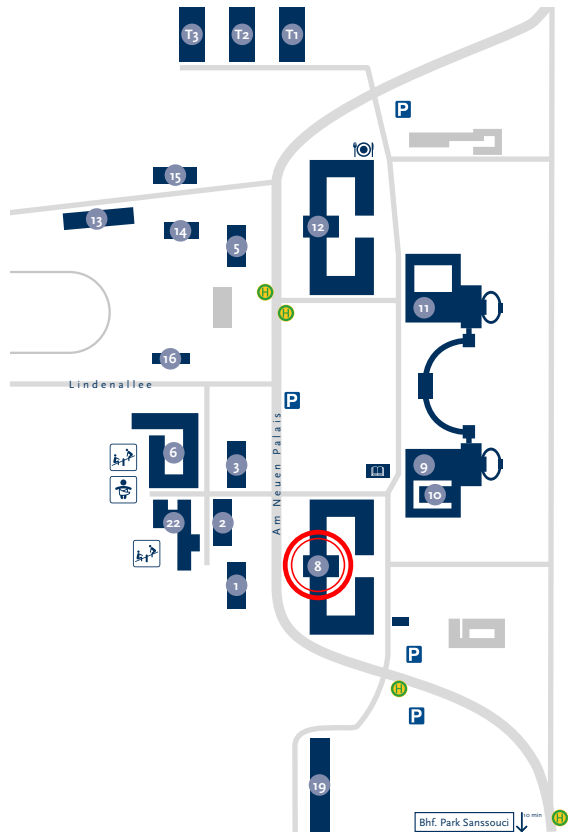 T3
T2
T1
P
15
13
14
5
12
H
H
11
16
Lindenallee
P
Am Neuen Palais
6
3
9
10
22
2
8
1
P
H
P
19
Bhf. Park Sanssouci
10 min
H